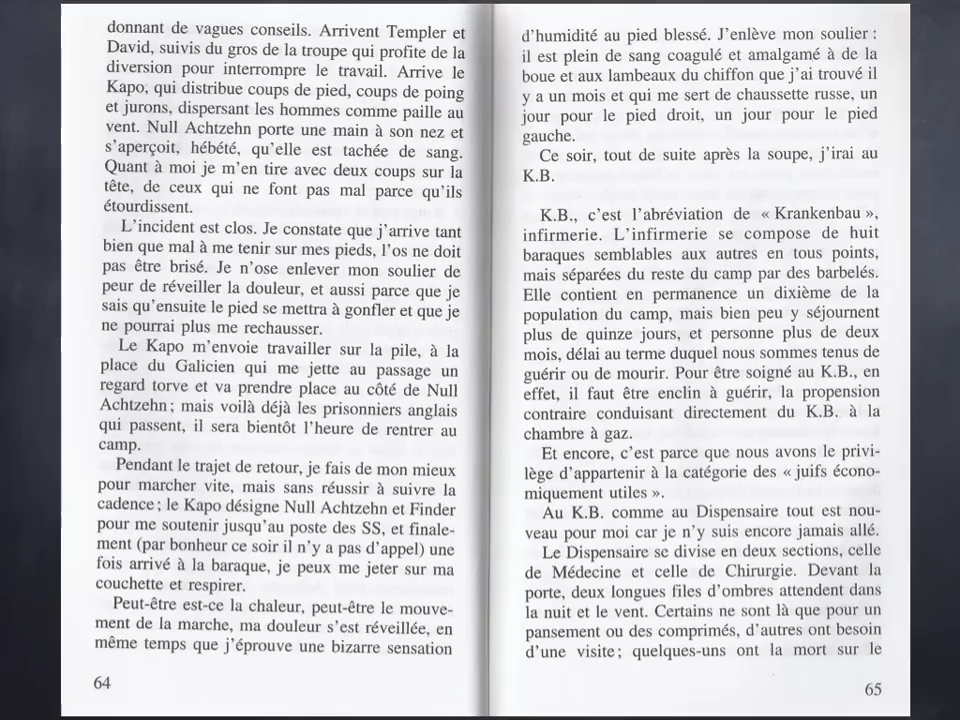 donnant de vagues conseils. Arrivent Templer et
David, suivis du gros de la troupe qui profite de la
diversion pour interrompre le travail. Arrive le
Kapo, qui distribue coups de pied, coups de poing
et jurons, dispersant les hommes comme paille au
vent. Null Achtzehn porte une main à son nez et
s'aperçoit, hébété, qu'elle est tachée de sang.
Quant à moi je m'en tire avec deux coups sur la
tête, de ceux qui ne font pas mal parce qu'ils
étourdissent.
L'incident est clos. Je constate que j'arrive tant
bien que mal à me tenir sur mes pieds, l'os ne doit
pas être brisé. Je n'ose enlever mon soulier de
peur de réveiller la douleur, et aussi parce que je
sais qu'ensuite le pied se mettra à gonfler et que je
ne pourrai plus me rechausser.
Le Kapo m'envoie travailler sur la pile, à la
place du Galicien qui me jette au passage un
regard torve et va prendre place au côté de Null
Achtzehn ; mais voilà déjà les prisonniers anglais
qui passent, il sera bientôt l'heure de rentrer au
camp.
Pendant le trajet de retour, je fais de mon mieux
pour marcher vite, mais sans réussir à suivre la
cadence ; le Kapo désigne Null Achtzehn et Finder
pour me soutenir jusqu'au poste des SS, et finale-
ment (par bonheur ce soir il n'y a pas d'appel) une
fois arrivé à la baraque, je peux me jeter sur ma
couchette et respirer.
Peut-être est-ce la chaleur, peut-être le mouve-
ment de la marche, ma douleur s'est réveillée, en
même temps que j'éprouve une bizarre sensation
64
d'humidité au pied blessé. J'enlève mon soulier :
il est plein de sang coagulé et amalgamé à de la
boue et aux lambeaux du chiffon que j'ai trouvé il
y a un mois et qui me sert de chaussette russe, un
jour pour le pied droit, un jour pour le pied
gauche.
Ce soir, tout de suite après la soupe, j'irai au
K.B.
K.B., c'est l'abréviation de « Krankenbau »,
infirmerie. L'infirmerie se compose de huit
baraques semblables aux autres en tous points,
mais séparées du reste du camp par des barbelés.
Elle contient en permanence un dixième de la
population du camp, mais bien peu y séjournent
plus de quinze jours, et personne plus de deux
mois, délai au terme duquel nous sommes tenus de
guérir ou de mourir. Pour être soigné au K.B., en
effet, il faut être enclin à guérir, la propension
contraire conduisant directement du K.B. à la
chambre à gaz.
Et encore, c'est parce que nous avons le privi-
lège d'appartenir à la catégorie des « juifs écono-
miquement utiles ».
Au K.B. comme au Dispensaire tout est nou-
veau pour moi car je n'y suis encore jamais allé.
Le Dispensaire se divise en deux sections, celle
de Médecine et celle de Chirurgie. Devant la
porte, deux longues files d'ombres attendent dans
la nuit et le vent. Certains ne sont là que pour un
pansement ou des comprimés, d'autres ont besoin
d'une visite ; quelques-uns ont la mort sur le
65